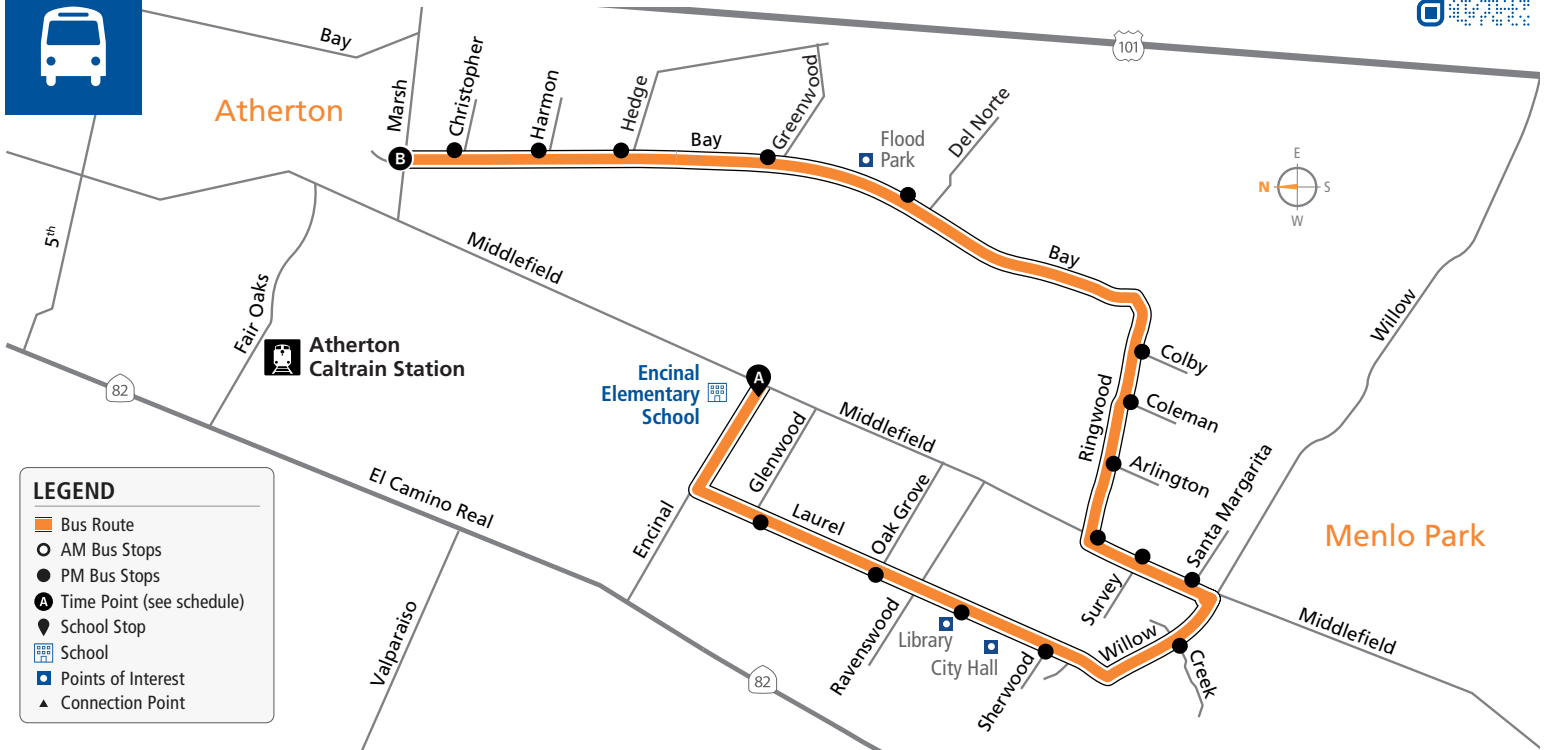 Bay
101
Atherton
Marsh
Christopher
Harmon
Hedge
Bay
Greenwood
Flood
Park
Del Norte
E
N
S
W
B
5th
Fair Oaks
Middlefield
Bay
Willow
Atherton
Caltrain Station
82
Encinal
Elementary
School
A
Colby
Coleman
Ringwood
Arlington
Middlefield
Glenwood
Oak Grove
Laurel
El Camino Real
Encinal
Santa Margarita
Menlo Park
Survey
Middlefield
Willow
Creek
Ravenswood
Library
City Hall
Sherwood
Valparaiso
82
LEGEND
Bus Route
AM Bus Stops
PM Bus Stops
A Time Point (see schedule)
School Stop
School
Points of Interest
Connection Point